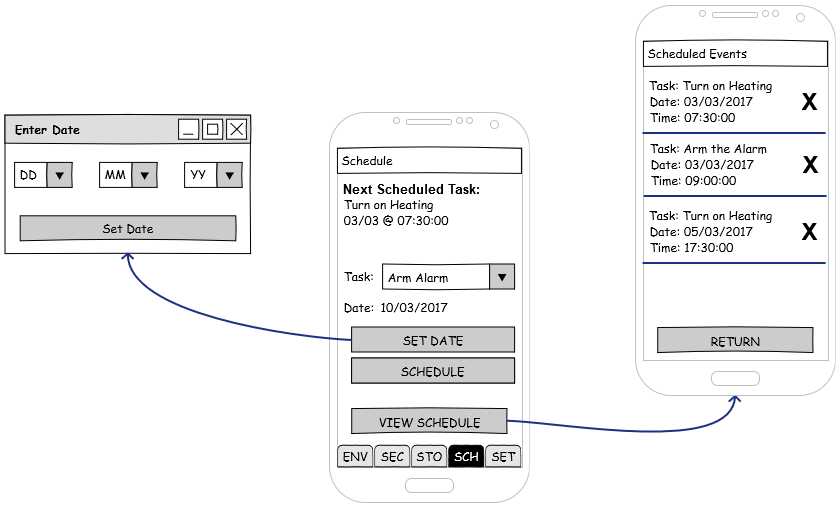 Enter Date
DD MM YY
Set Date
Schedule
Next Scheduled Task:
Turn on Heating
03/03 @ 07:30:00
Task: Arm Alarm
Date: 10/03/2017
SET DATE
SCHEDULE
VIEW SCHEDULE
ENV SEC STO SCH SET
Scheduled Events
Task: Turn on Heating
Date: 03/03/2017
Time: 07:30:00
X
Task: Arm the Alarm
Date: 03/03/2017
Time: 09:00:00
X
Task: Turn on Heating
Date: 05/03/2017
Time: 17:30:00
X
RETURN